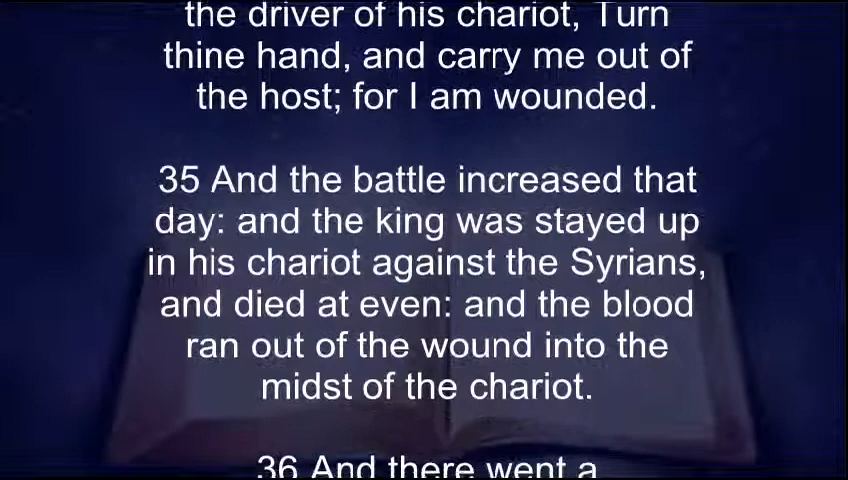 the driver of his chariot, Turn
thine hand, and carry me out of
the host; for I am wounded.
35 And the battle increased that
day: and the king was stayed up
in his chariot against the Syrians,
and died at even: and the blood
ran out of the wound into the
midst of the chariot.
36 And there went a